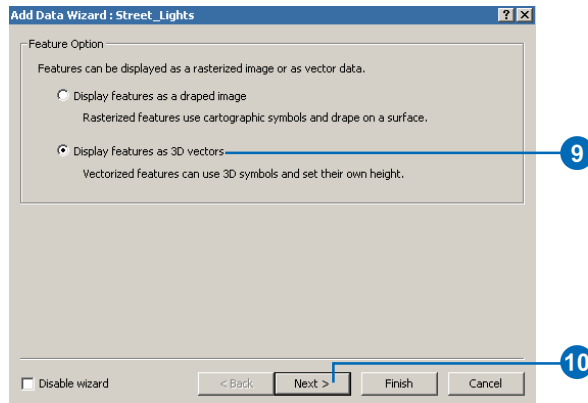 Add Data Wizard : Street_Lights
Feature Option
Features can be displayed as a rasterized image or as vector data.
Display features as a draped image
Rasterized features use cartographic symbols and drape on a surface.
Display features as 3D vectors
9
Vectorized features can use 3D symbols and set their own height.
10
Disable wizard < Back Next > Finish Cancel